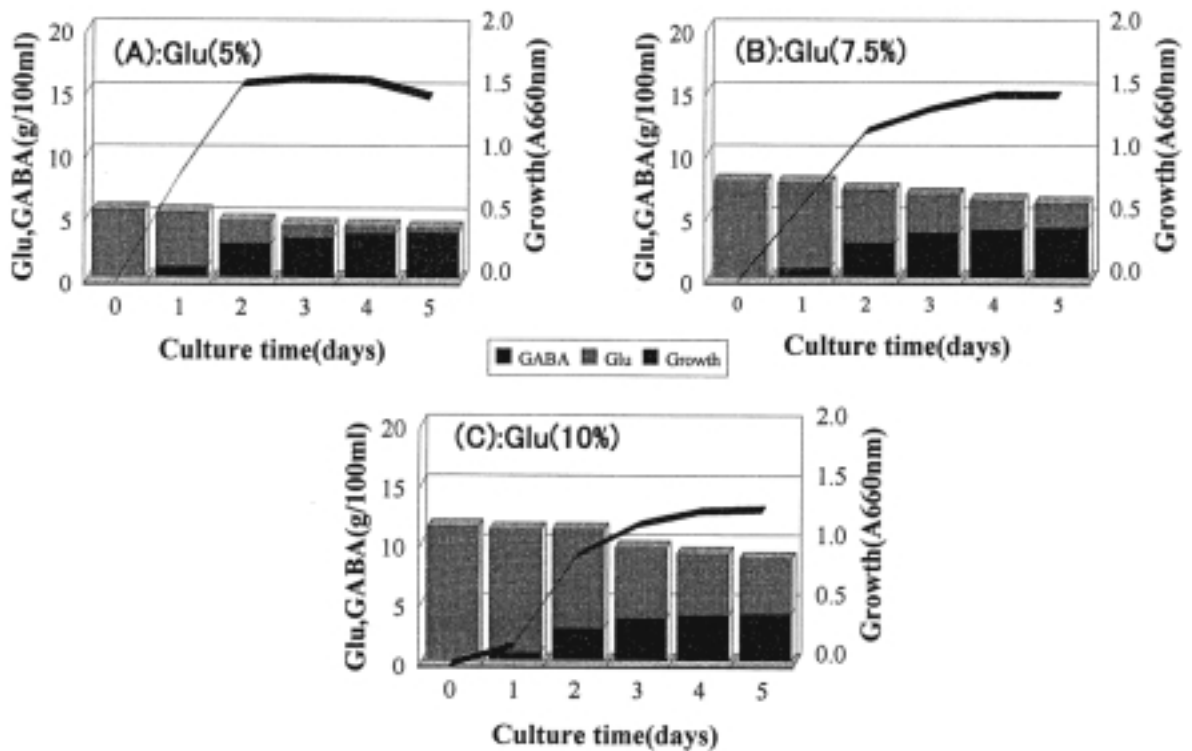 (A):Glu(5%)
Glu,GABA(g/100ml)
20
15
10
5
0
2.0
1.5
1.0
0.5
0.0
Growth(A660nm)
0 1 2 3 4 5
Culture time(days)
(B):Glu(7.5%)
Glu,GABA(g/100ml)
20
15
10
5
0
2.0
1.5
1.0
0.5
0.0
Growth(A660nm)
0 1 2 3 4 5
Culture time(days)
GABA Glu Growth
(C):Glu(10%)
Glu,GABA(g/100ml)
20
15
10
5
0
2.0
1.5
1.0
0.5
0.0
Growth(A660nm)
0 1 2 3 4 5
Culture time(days)